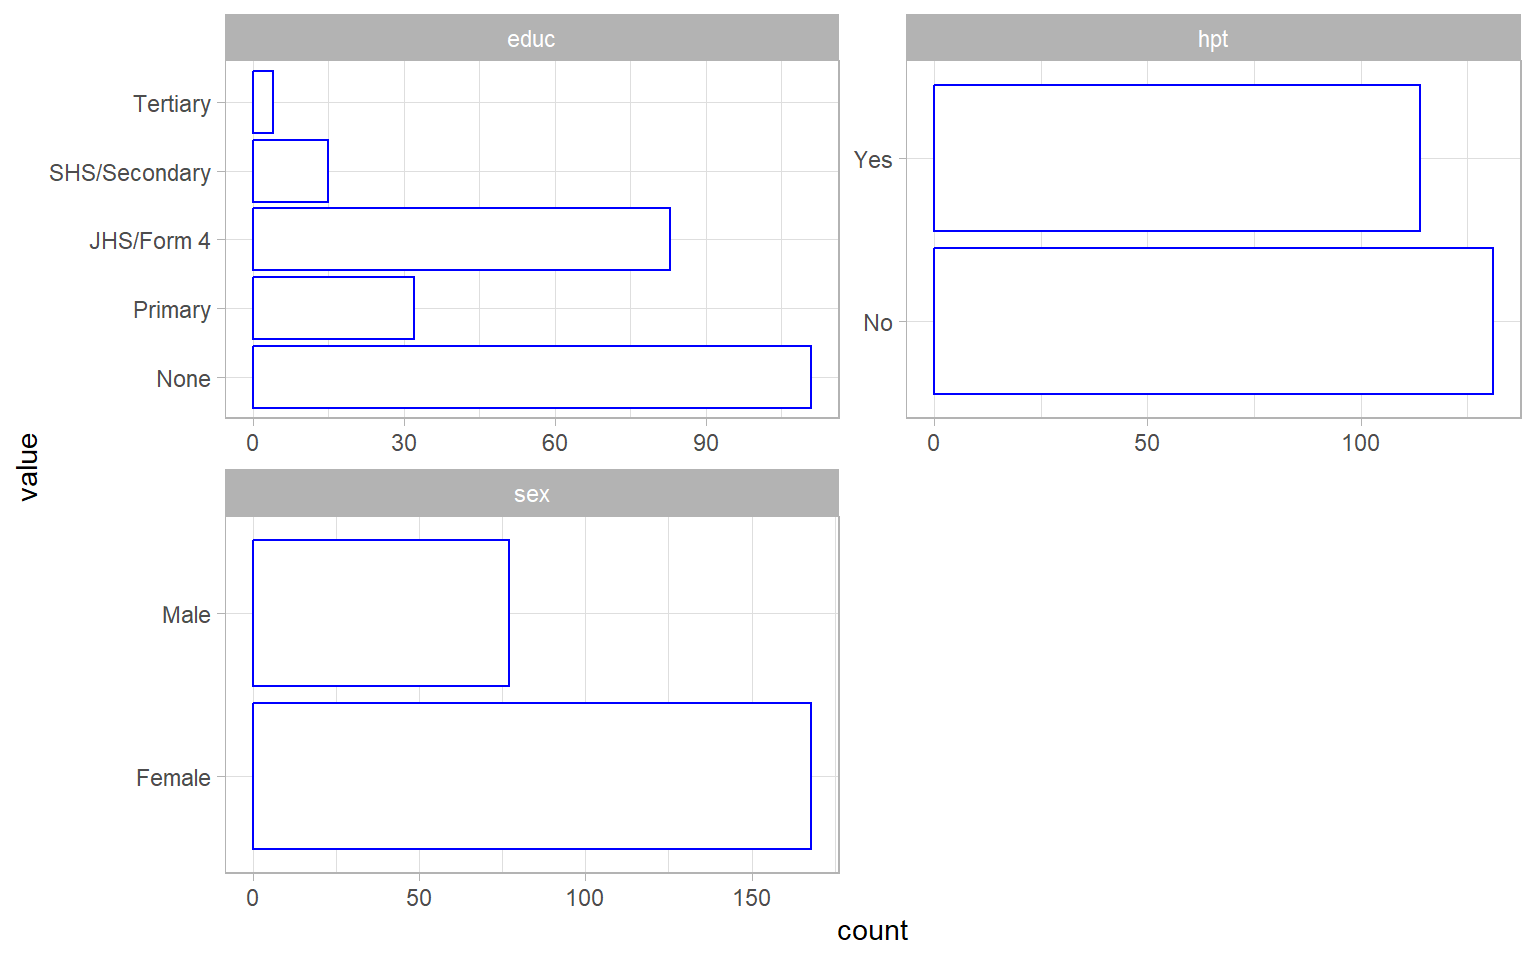 educ
Tertiary
SHS/Secondary
JHS/Form 4
Primary
None
0 30 60 90
hpt
Yes
No
0 50 100
sex
Male
Female
0 50 100 150
value
count